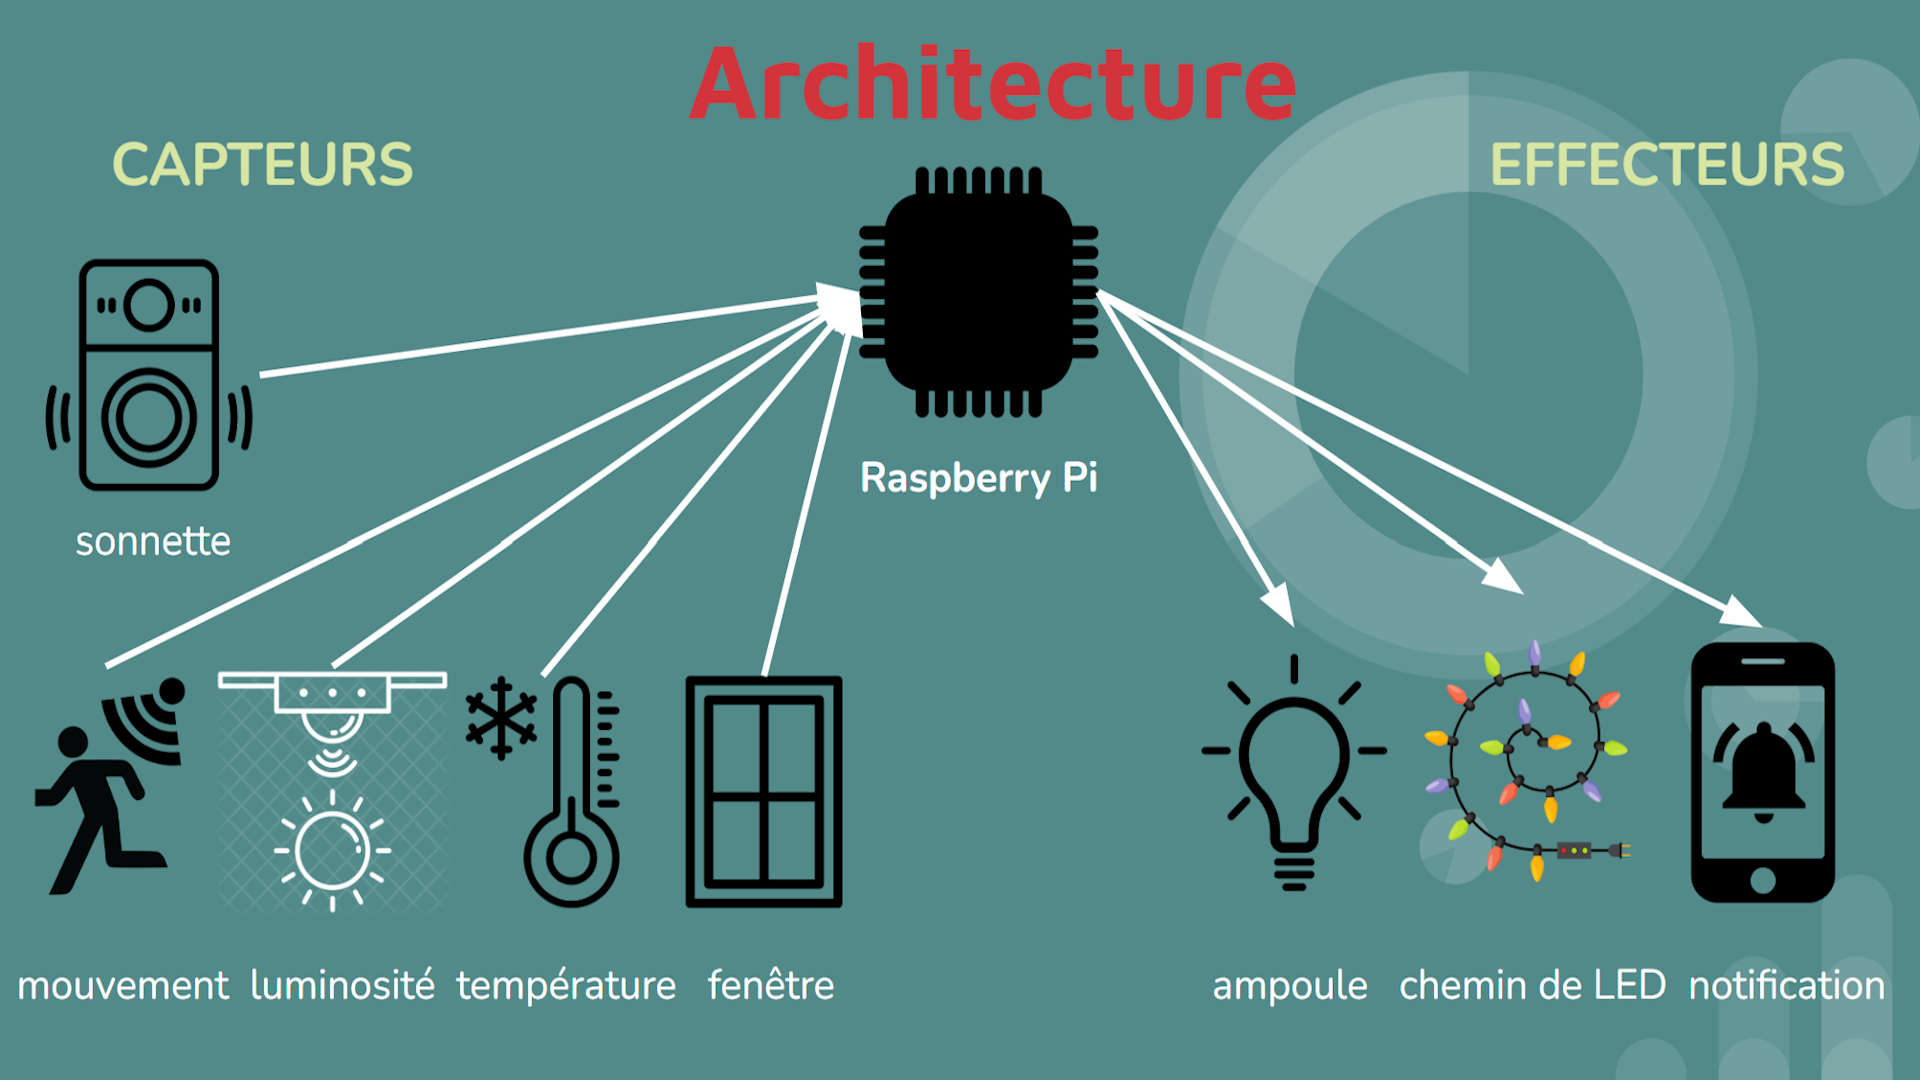 Architecture
CAPTEURS
EFFECTEURS
Raspberry Pi
sonnette
mouvement
luminosité
température
fenêtre
ampoule
chemin de LED
notification